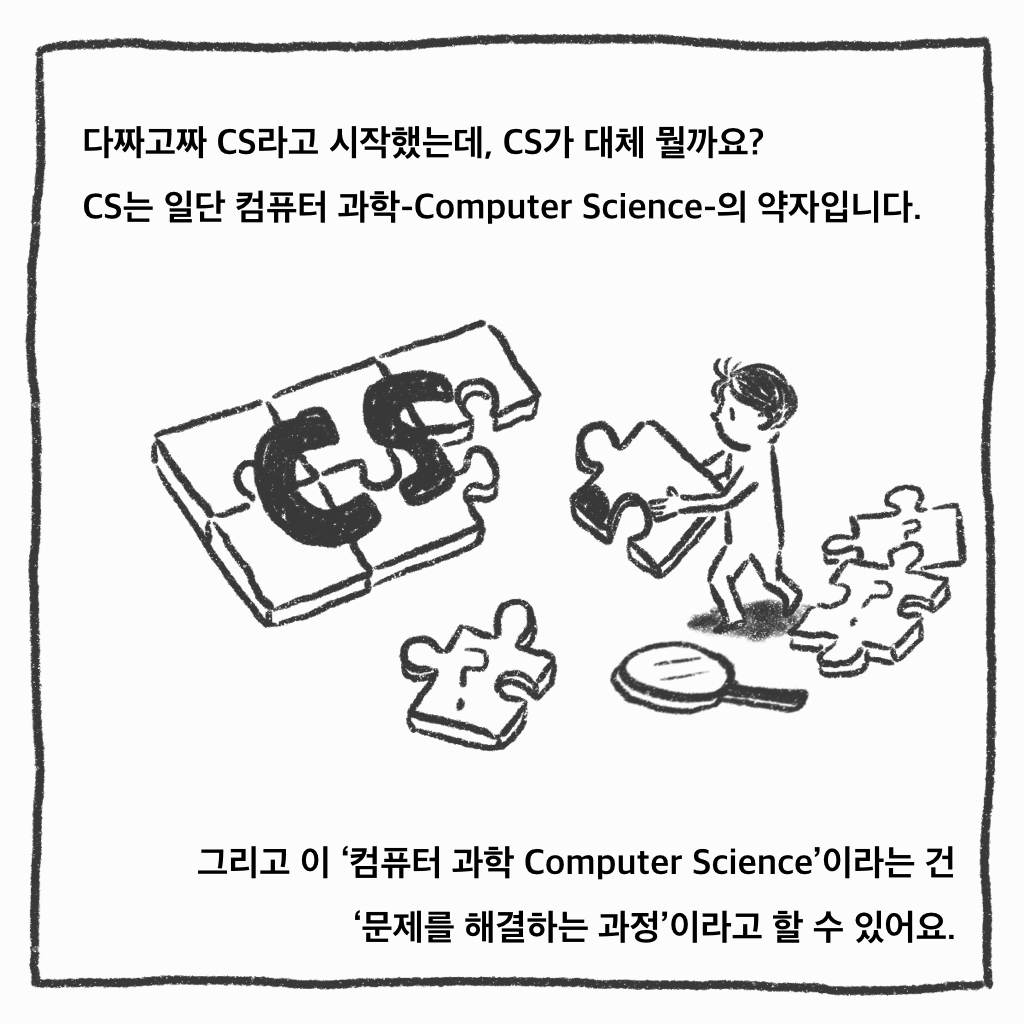 다짜고짜 CS라고 시작했는데, CS가 대체 뭘까요?
CS는 일단 컴퓨터 과학-Computer Science-의 약자입니다.
CS
?
?
?
그리고 이 ‘컴퓨터 과학 Computer Science’이라는 건
‘문제를 해결하는 과정’이라고 할 수 있어요.